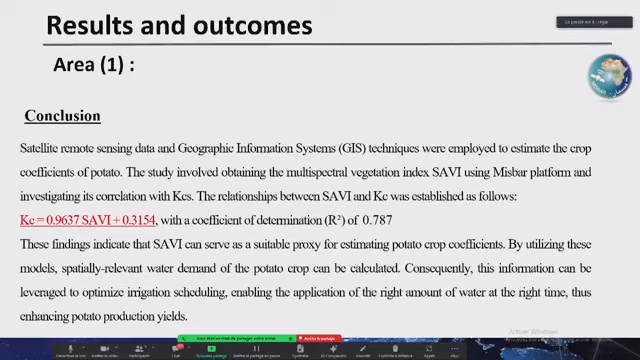 Results and outcomes
Area (1) :
Conclusion
Satellite remote sensing data and Geographic Information Systems (GIS) techniques were employed to estimate the crop
coefficients of potato. The study involved obtaining the multispectral vegetation index SAVI using Misbar platform and
investigating its correlation with Kcs. The relationships between SAVI and Kc was established as follows:
Kc = 0.9637 SAVI + 0.3154, with a coefficient of determination (R²) of 0.787
These findings indicate that SAVI can serve as a suitable proxy for estimating potato crop coefficients. By utilizing these
models, spatially-relevant water demand of the potato crop can be calculated. Consequently, this information can be
leveraged to optimize irrigation scheduling, enabling the application of the right amount of water at the right time, thus
enhancing potato production yields.
Activer Windows